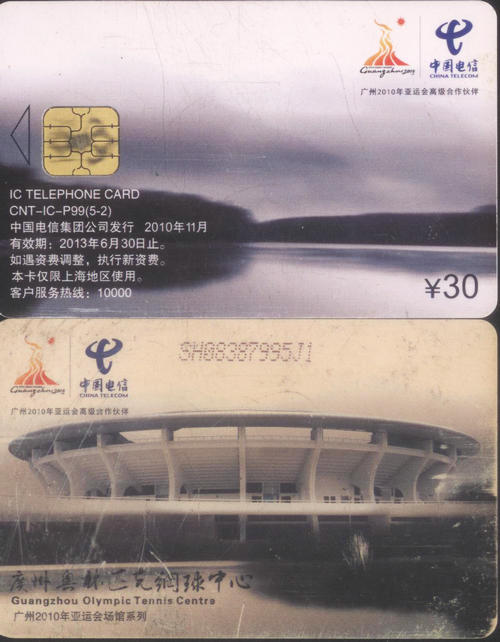 Guangzhou2010
中国电信
CHINA TELECOM
广州2010年亚运会高级合作伙伴
IC TELEPHONE CARD
CNT-IC-P99(5-2)
中国电信集团公司发行 2010年11月
有效期：2013年6月30日止。
如遇资费调整，执行新资费。
本卡仅限上海地区使用。
客户服务热线：10000
¥30
SH08387995J1
Guangzhou2010
中国电信
CHINA TELECOM
广州2010年亚运会高级合作伙伴
廣州奥林匹克網球中心
Guangzhou Olympic Tennis Centre
广州2010年亚运会场馆系列